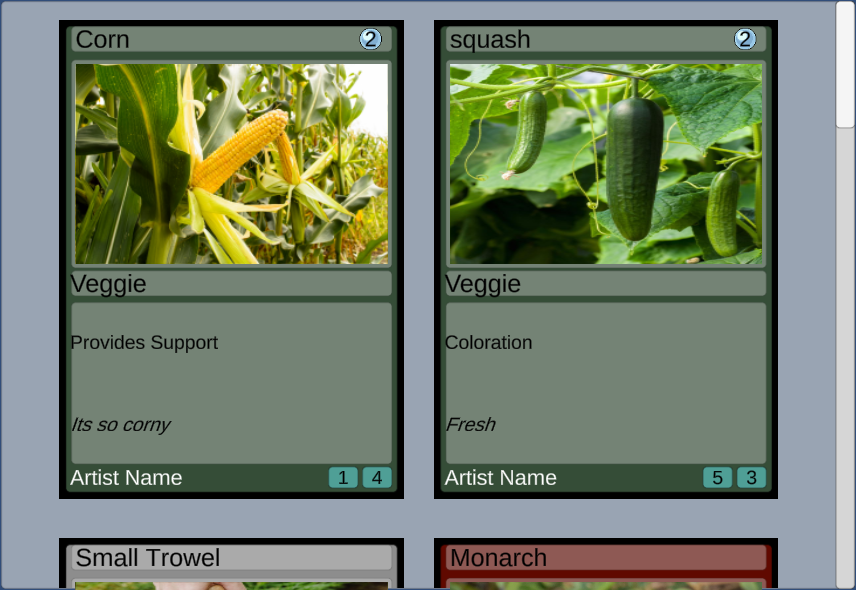 Corn 2
Veggie
Provides Support
Its so corny
Artist Name 1 4
squash 2
Veggie
Coloration
Fresh
Artist Name 5 3
Small Trowel
Monarch